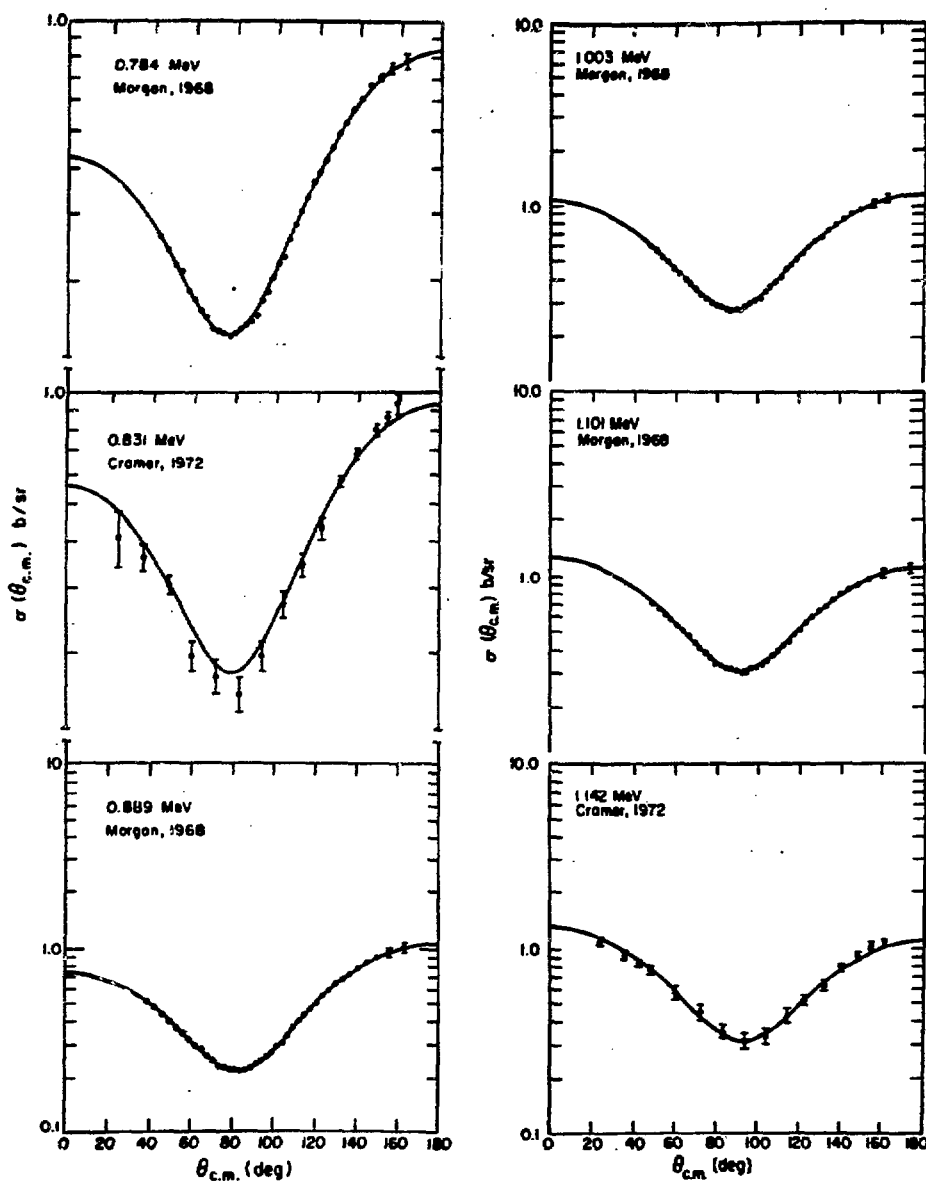 1.0
0.784 MeV
Morgan, 1968
1.0
0.831 MeV
Cramer, 1972
σ (θc.m.) b/sr
1.0
0.889 MeV
Morgan, 1968
1.0
0.1
0 20 40 60 80 100 120 140 160 180
θc.m. (deg)
10.0
1.003 MeV
Morgan, 1968
1.0
10.0
1.101 MeV
Morgan, 1968
1.0
σ (θc.m.) b/sr
10.0
1.142 MeV
Cramer, 1972
1.0
0.1
0 20 40 60 80 100 120 140 160 180
θc.m. (deg)